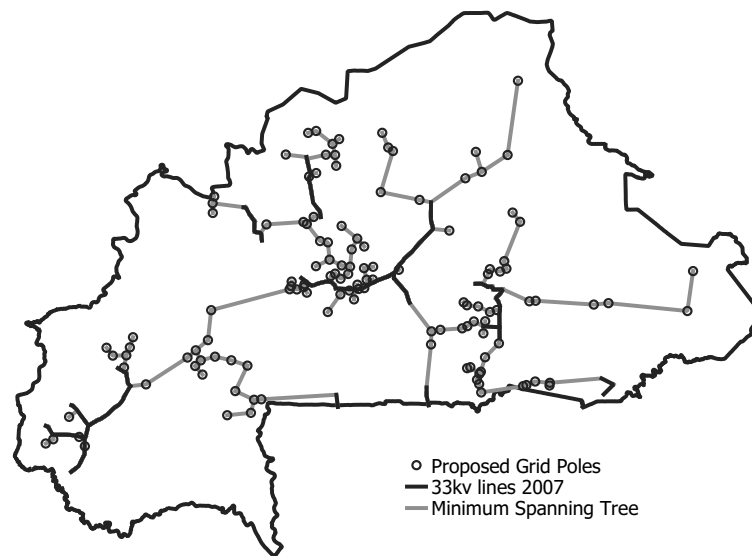 Proposed Grid Poles
33kv lines 2007
Minimum Spanning Tree